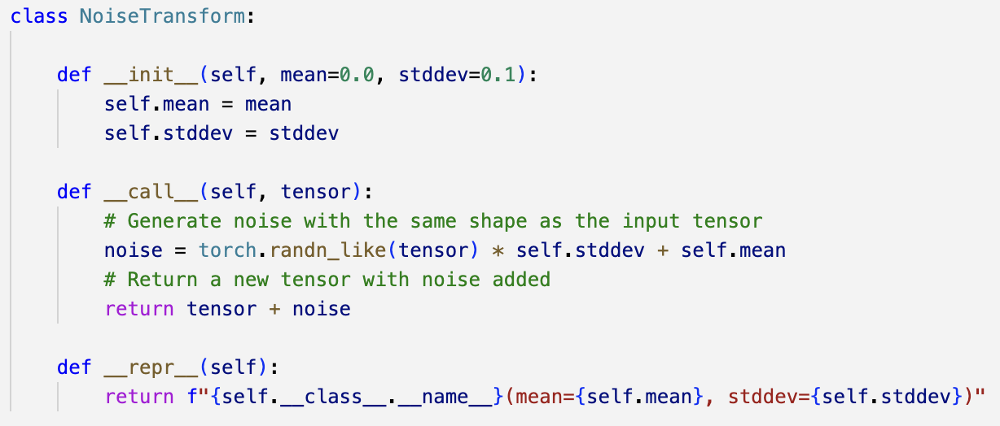 class NoiseTransform:
def __init__(self, mean=0.0, stddev=0.1):
self.mean = mean
self.stddev = stddev
def __call__(self, tensor):
# Generate noise with the same shape as the input tensor
noise = torch.randn_like(tensor) * self.stddev + self.mean
# Return a new tensor with noise added
return tensor + noise
def __repr__(self):
return f"{self.__class__.__name__}(mean={self.mean}, stddev={self.stddev})"